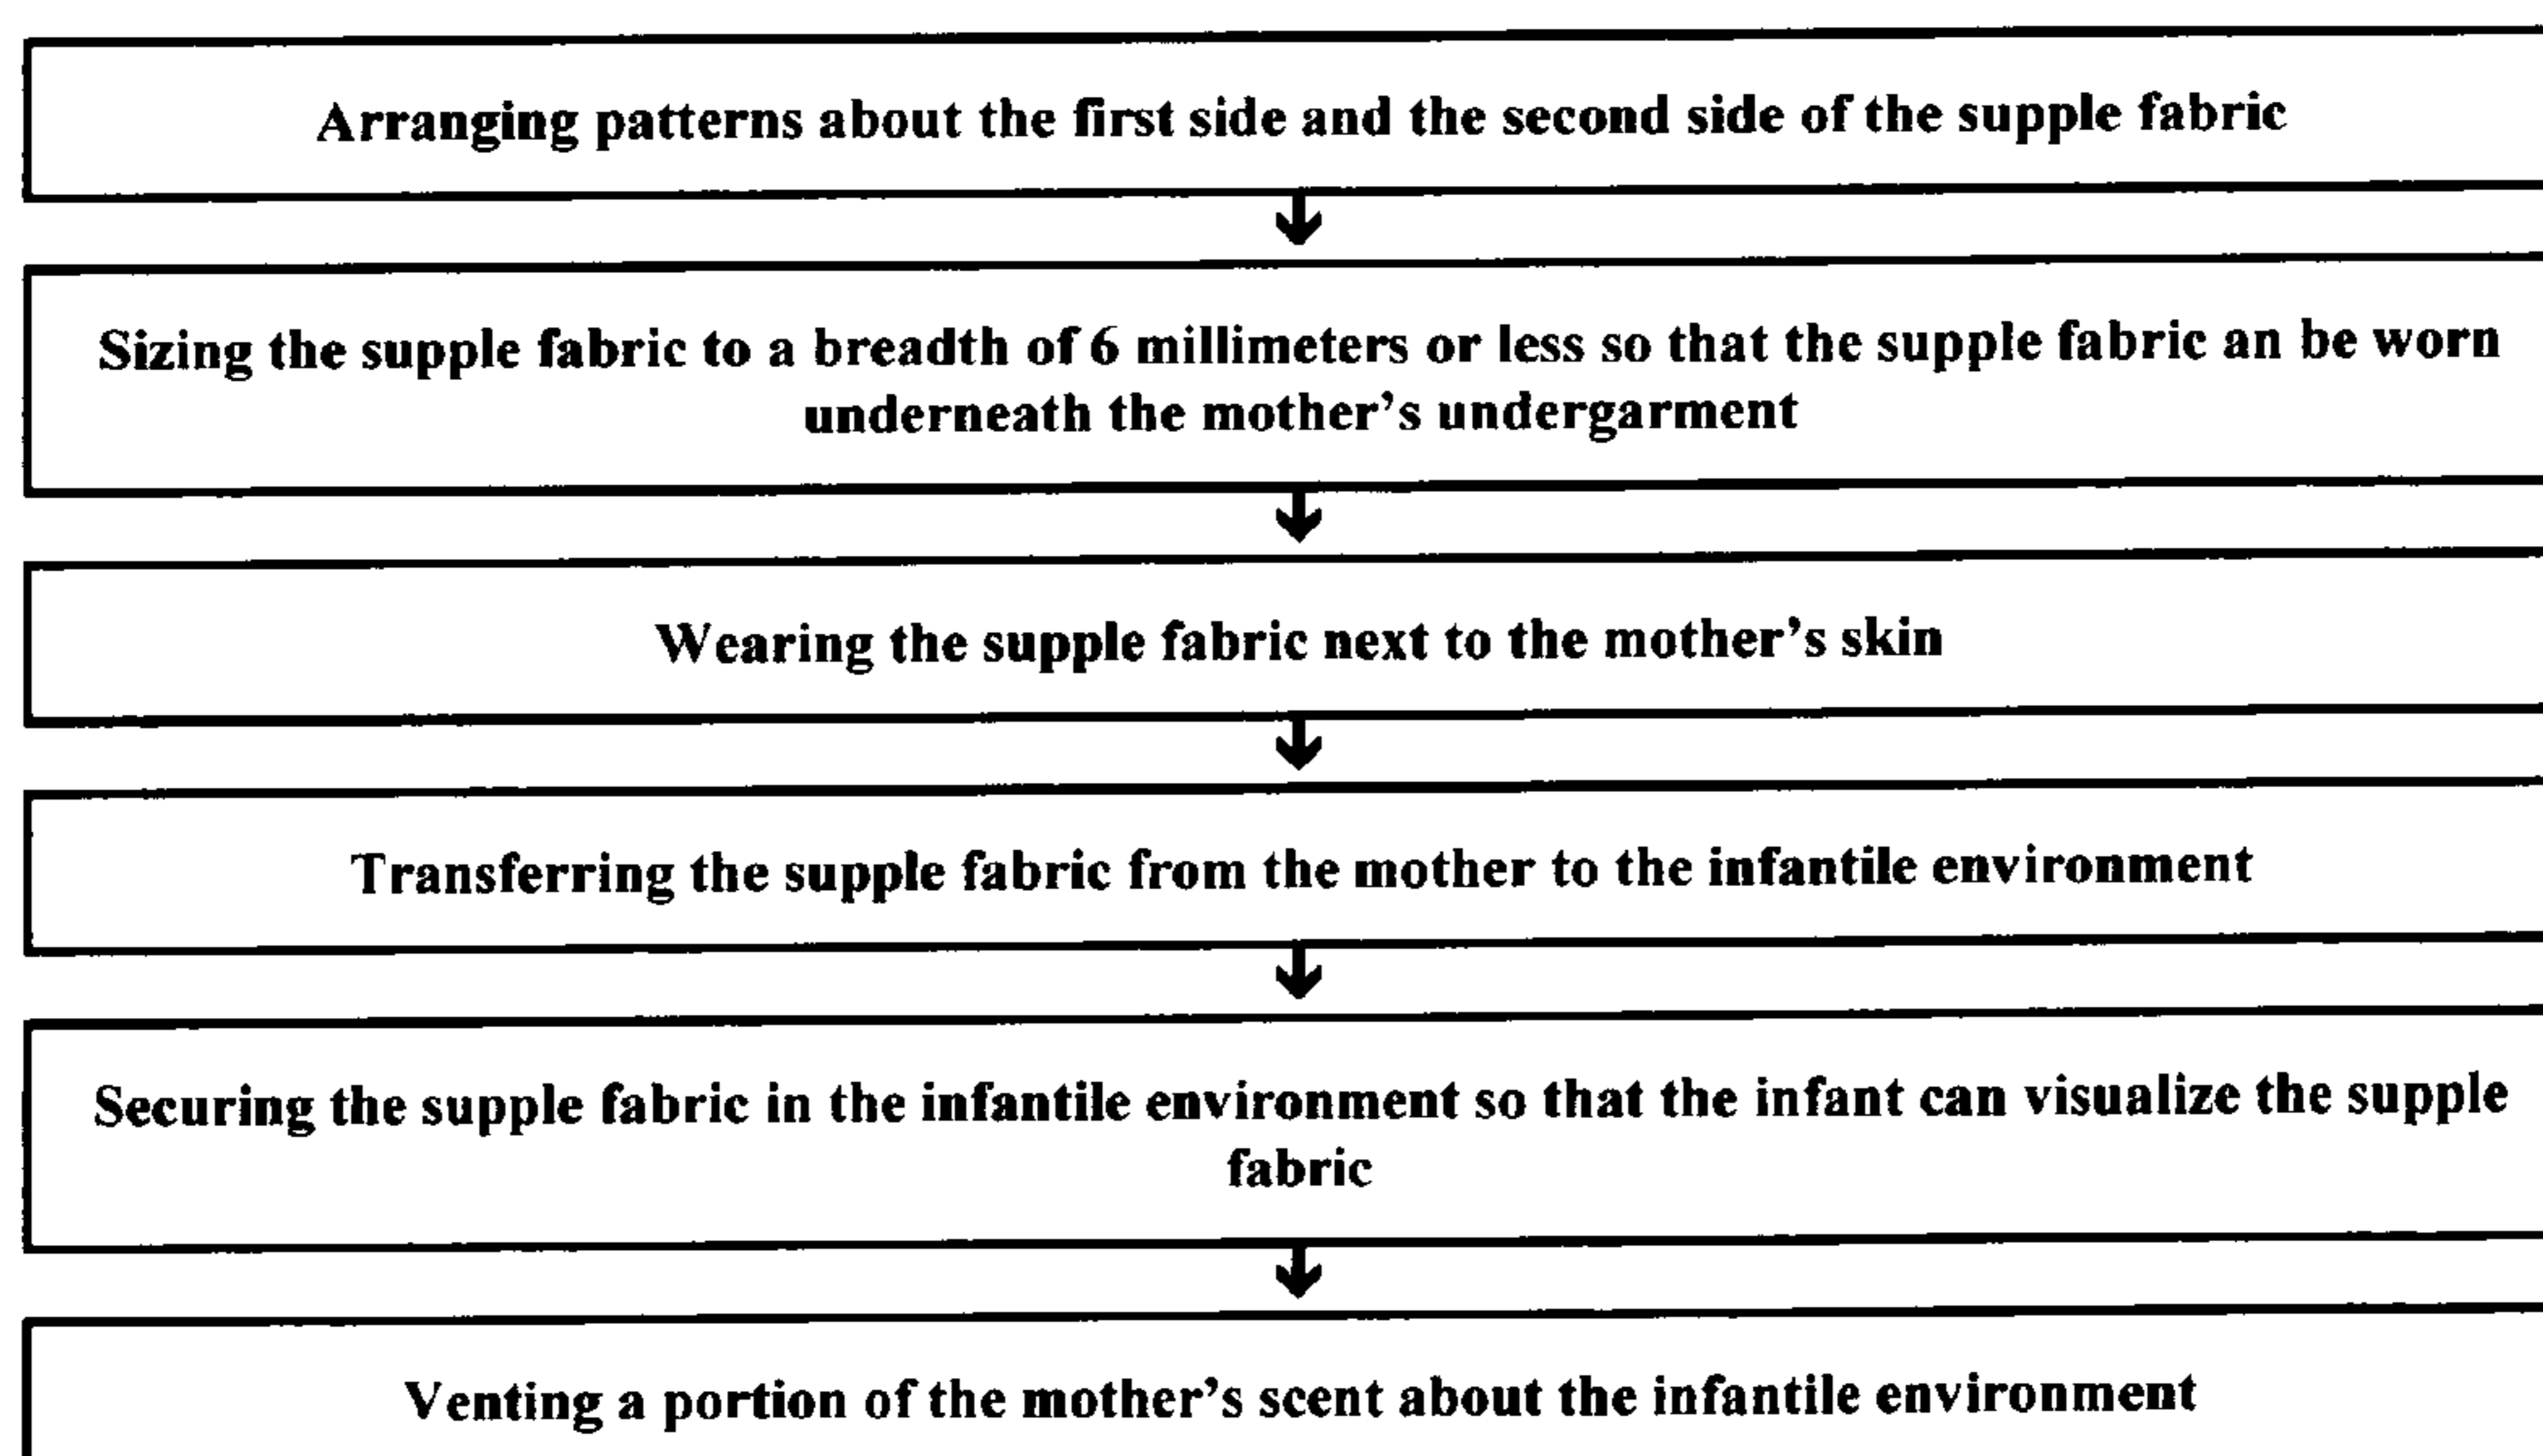 Arranging patterns about the first side and the second side of the supple fabric
Sizing the supple fabric to a breadth of 6 millimeters or less so that the supple fabric an be worn
underneath the mother's undergarment
Wearing the supple fabric next to the mother's skin
Transferring the supple fabric from the mother to the infantile environment
Securing the supple fabric in the infantile environment so that the infant can visualize the supple
fabric
Venting a portion of the mother's scent about the infantile environment